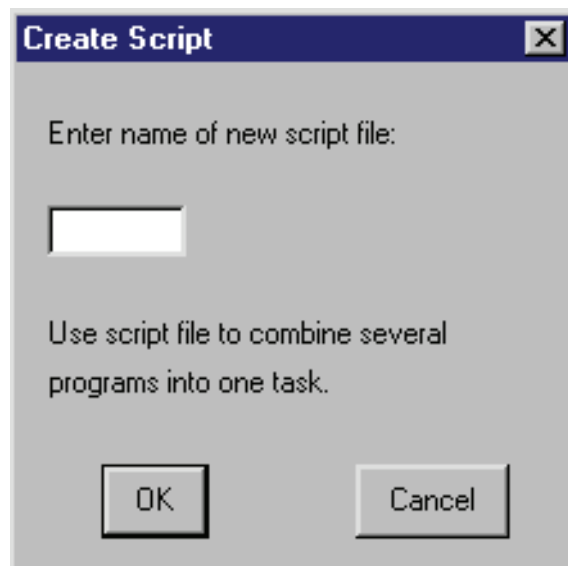 Create Script
Enter name of new script file:
Use script file to combine several
programs into one task.
OK
Cancel